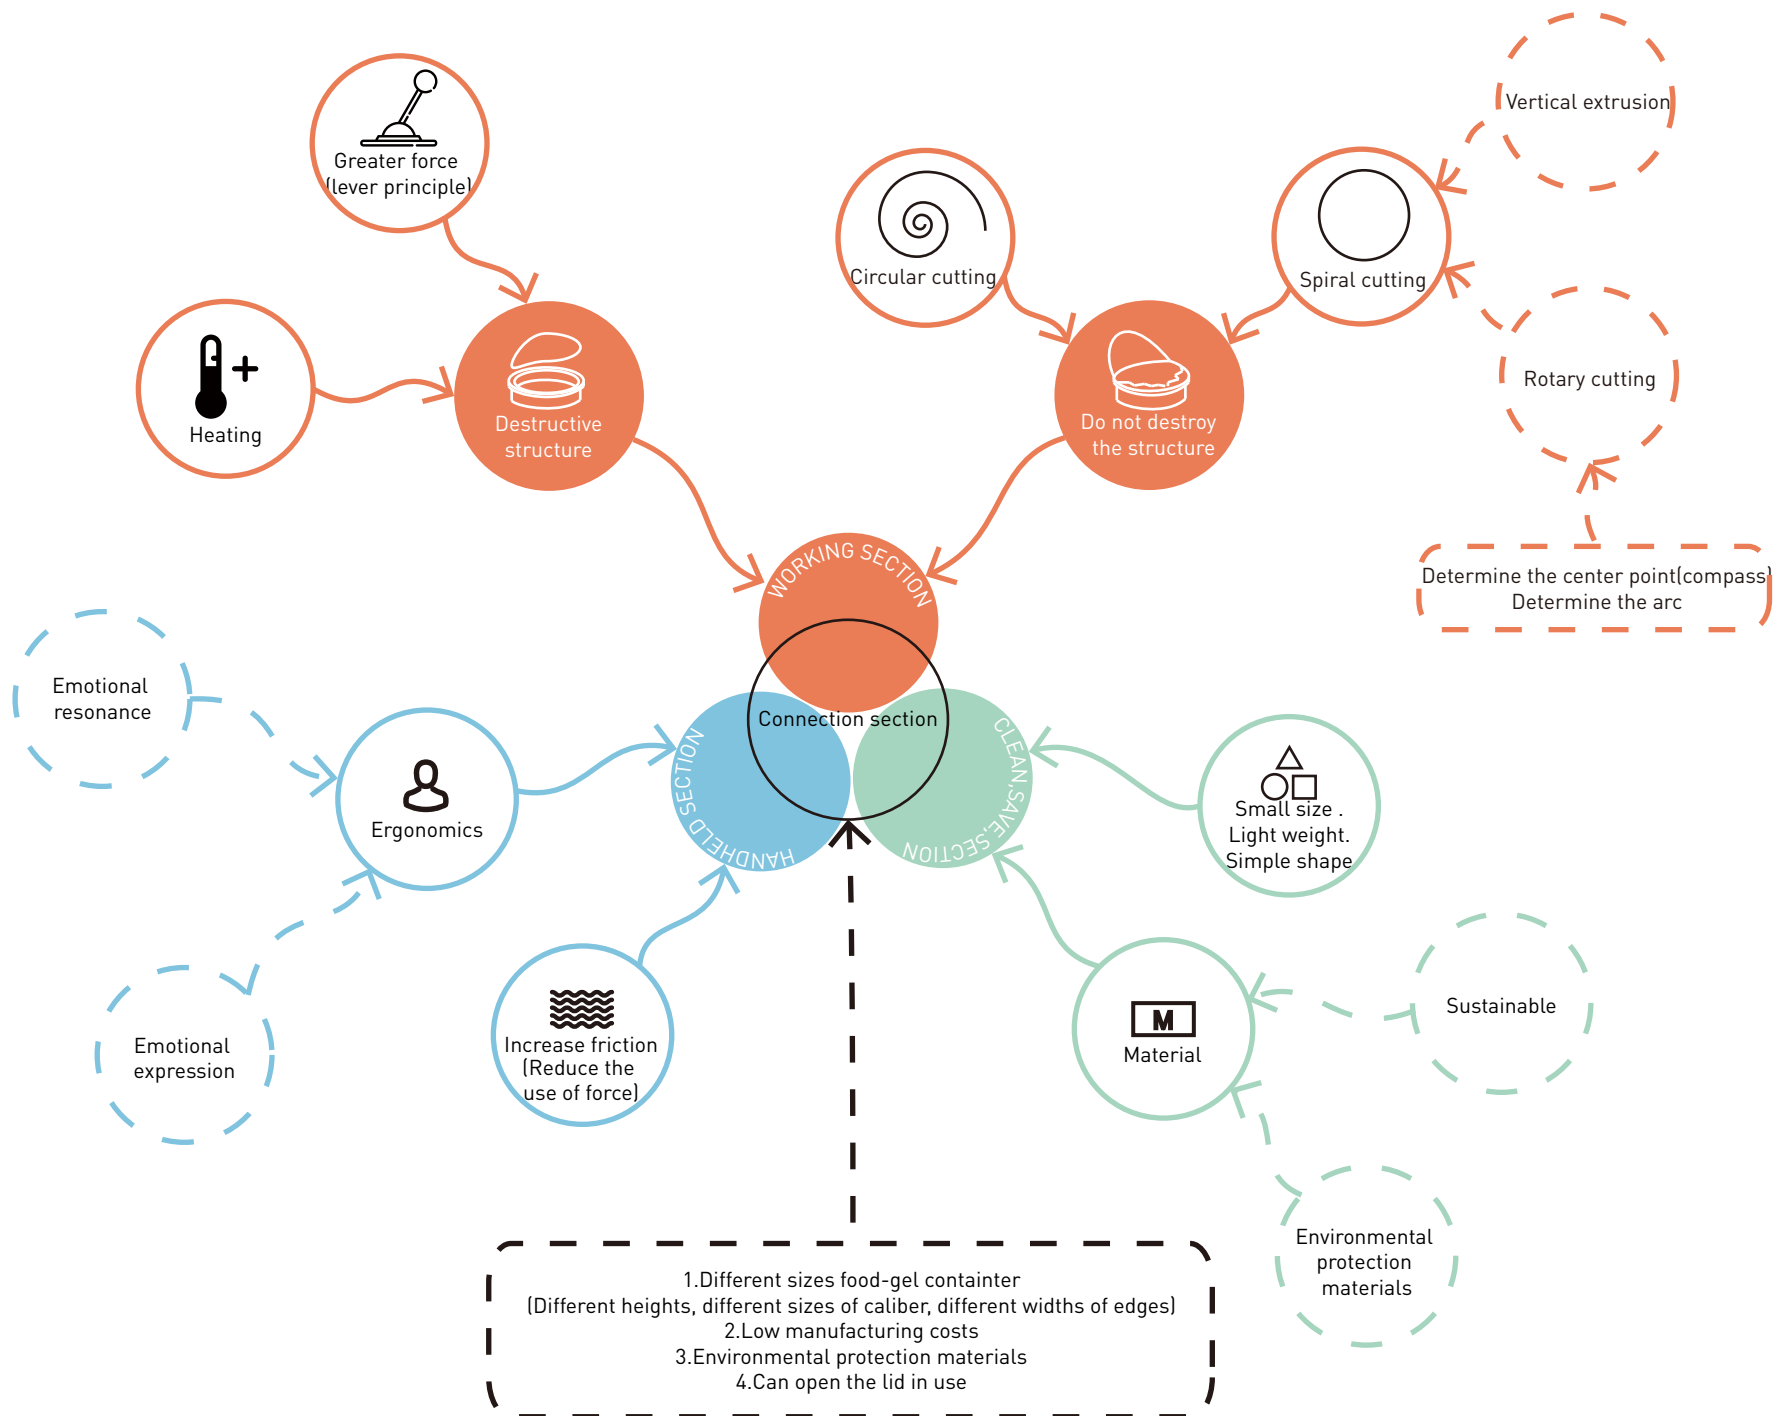 Vertical extrusion
Greater force
(lever principle)
Circular cutting
Spiral cutting
Rotary cutting
Heating
Destructive
structure
Do not destroy
the structure
WORKING SECTION
Determine the center point(compass)
Determine the arc
Emotional
resonance
Connection section
HANDHELD SECTION
CLEAN,SAVE,SECTION
Ergonomics
Small size .
Light weight.
Simple shape
Emotional
expression
Increase friction
(Reduce the
use of force)
M
Material
Sustainable
Environmental
protection
materials
1.Different sizes food-gel containter
(Different heights, different sizes of caliber, different widths of edges)
2.Low manufacturing costs
3.Environmental protection materials
4.Can open the lid in use